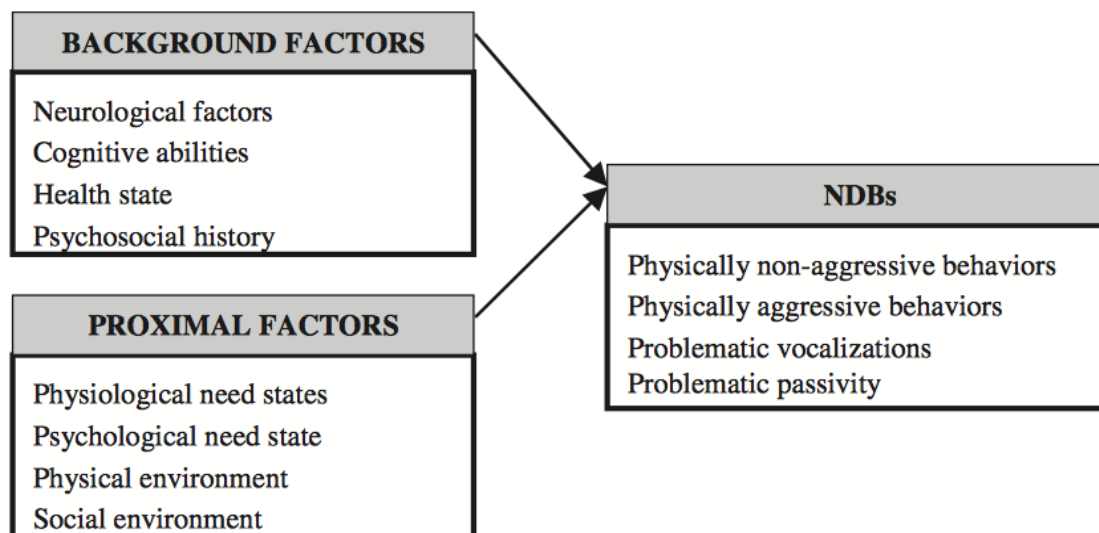 BACKGROUND FACTORS
Neurological factors
Cognitive abilities
Health state
Psychosocial history
PROXIMAL FACTORS
Physiological need states
Psychological need state
Physical environment
Social environment
NDBs
Physically non-aggressive behaviors
Physically aggressive behaviors
Problematic vocalizations
Problematic passivity